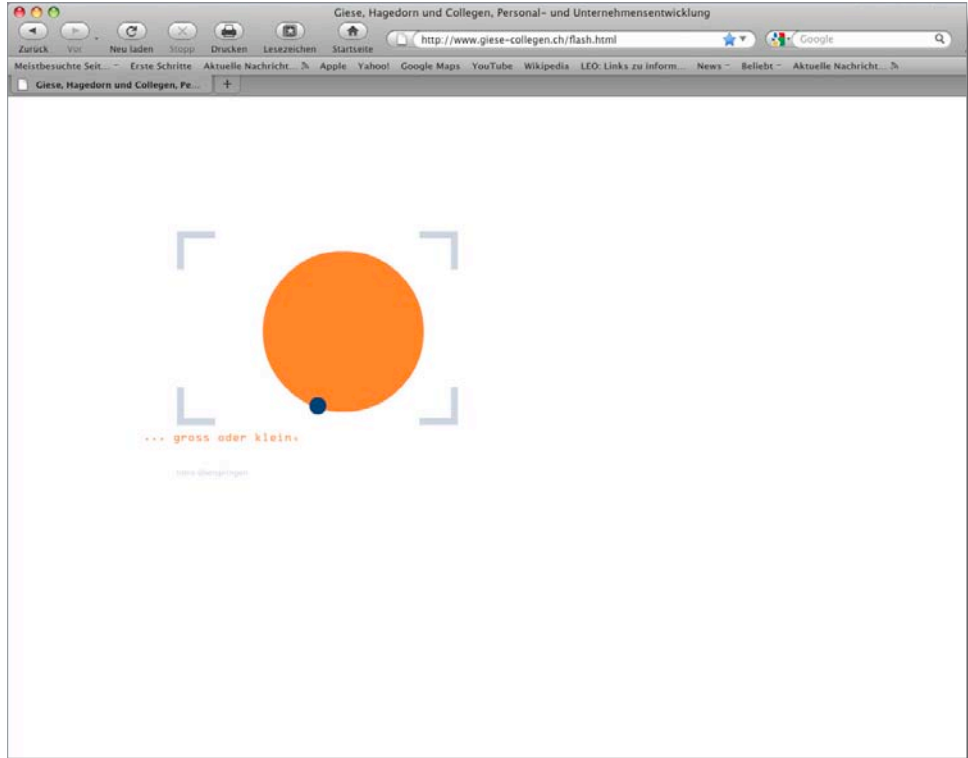 Giese, Hagedorn und Collegen, Personal- und Unternehmensentwicklung
http://www.giese-collegen.ch/flash.html Google
Zurück Vor Neu laden Stopp Drucken Lesezeichen Startseite
Meistbesuchte Seit... Erste Schritte Aktuelle Nachricht... Apple Yahoo! Google Maps YouTube Wikipedia LEO: Links zu Inform... News Beliebt Aktuelle Nachricht...
Giese, Hagedorn und Collegen, Pe... +
... gross oder klein.
intro überspringen